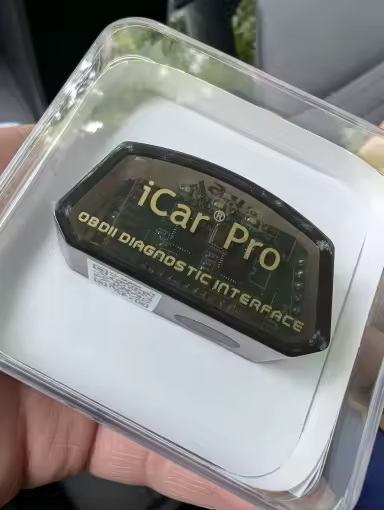 iCar® Pro
OBDII DIAGNOSTIC INTERFACE